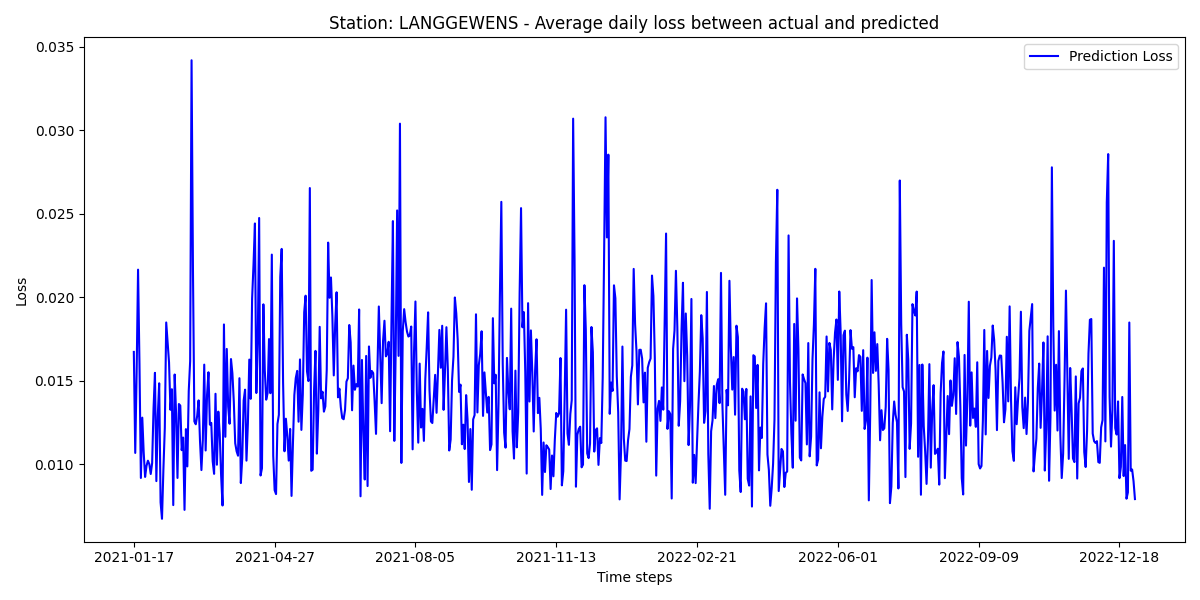 Station: LANGGEWENS - Average daily loss between actual and predicted
Prediction Loss
0.035
0.030
0.025
0.020
0.015
0.010
Loss
2021-01-17 2021-04-27 2021-08-05 2021-11-13 2022-02-21 2022-06-01 2022-09-09 2022-12-18
Time steps